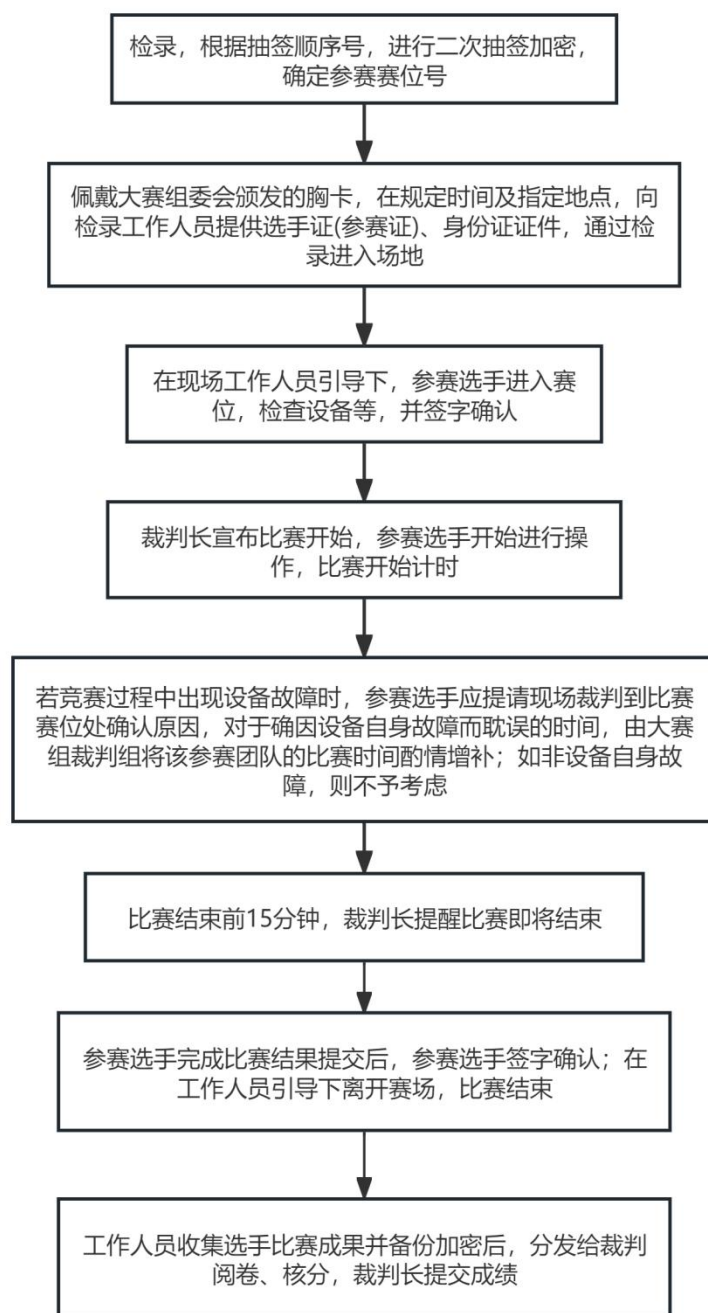 检录，根据抽签顺序号，进行二次抽签加密，
确定参赛赛位号
佩戴大赛组委会颁发的胸卡，在规定时间及指定地点，向
检录工作人员提供选手证(参赛证)、身份证证件，通过检
录进入场地
在现场工作人员引导下，参赛选手进入赛
位，检查设备等，并签字确认
裁判长宣布比赛开始，参赛选手开始进行操
作，比赛开始计时
若竞赛过程中出现设备故障时，参赛选手应提请现场裁判到比赛
赛位处确认原因，对于确因设备自身故障而耽误的时间，由大赛
组裁判组将该参赛团队的比赛时间酌情增补；如非设备自身故
障，则不予考虑
比赛结束前15分钟，裁判长提醒比赛即将结束
参赛选手完成比赛结果提交后，参赛选手签字确认；在
工作人员引导下离开赛场，比赛结束
工作人员收集选手比赛成果并备份加密后，分发给裁判
阅卷、核分，裁判长提交成绩